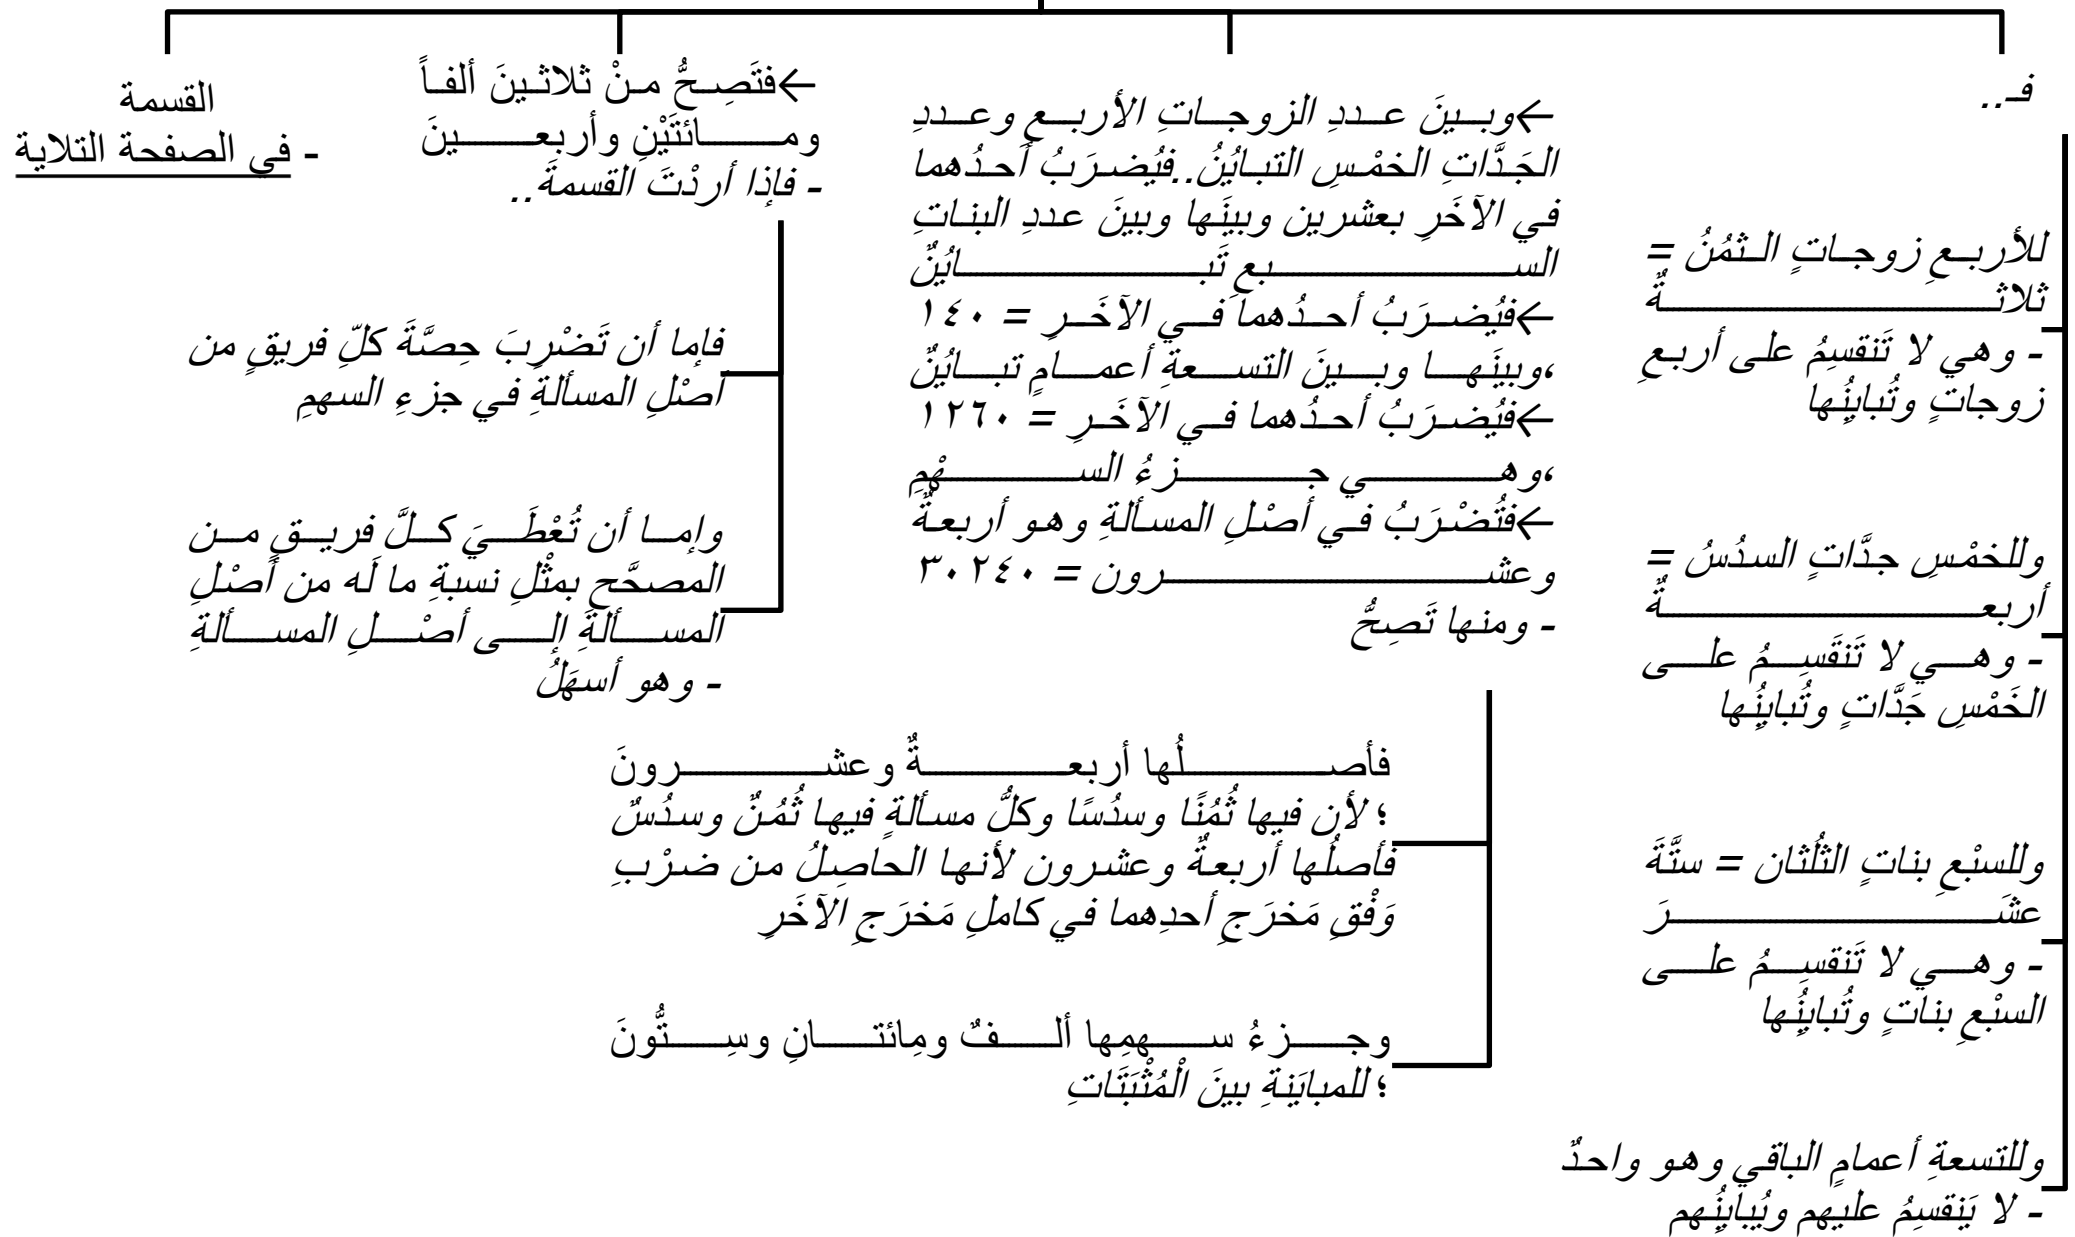 فـ..
للأربعِ زوجاتٍ الثمُنُ =
ثلاثةٌ
- وهي لا تَنقسِمُ على أربعِ
زوجاتٍ وتُبايِنُها
وللخمْسِ جدَّاتٍ السدُسُ =
أربعةٌ
- وهي لا تَنقَسِمُ على
الخَمْسِ جَدَّاتٍ وتُبايِنُها
وللسبْعِ بناتٍ الثلُثان = ستَّةَ
عشَرَ
- وهي لا تَنقسِمُ على
السبْعِ بناتٍ وتُبايِنُها
وللتسعةِ أعمامٍ الباقي وهو واحدٌ
- لا يَنقسِمُ عليهم ويُبايِنُهم
←وبينَ عددِ الزوجاتِ الأربعِ وعددِ
الجَدَّاتِ الخمْسِ التبايُنُ..فيُضرَبُ أحدُهما
في الآخَرِ بعشرين وبينَها وبينَ عددِ البناتِ
السبعِ تَبايُنٌ
←فيُضرَبُ أحدُهما في الآخَرِ = ١٤٠
،وبينَها وبينَ التسعةِ أعمامٍ تبايُنٌ
←فيُضرَبُ أحدُهما في الآخَرِ = ١٢٦٠
،وهي جزءُ السهْمِ
←فتُضْرَبُ في أصْلِ المسألةِ وهو أربعةٌ
وعشرون = ٣٠٢٤٠
- ومنها تَصِحُّ
فأصلُها أربعةٌ وعشرونَ
؛ لأن فيها ثُمُنًا وسدُسًا وكلُّ مسألةٍ فيها ثُمُنٌ وسدُسٌ
فأصلُها أربعةٌ وعشرون لأنها الحاصِلُ من ضرْبِ
وَفْقِ مَخرَجِ أحدِهما في كاملِ مَخرَجِ الآخَرِ
وجزءُ سهمِها ألفٌ ومِائتانِ وسِتُّونَ
؛ للمبايَنةِ بينَ الْمُثْبَتَاتِ
←فتَصِحُّ منْ ثلاثينَ ألفاً
ومائتَيْنِ وأربعينَ
- فإذا أردْتَ القسمةَ..
فإما أن تَضْرِبَ حِصَّةَ كلِّ فريقٍ من
أصْلِ المسألةِ في جزءِ السهمِ
وإما أن تُعْطَيَ كلَّ فريقٍ من
المصحَّحِ بمثْلِ نسبةِ ما لَه من أصْلِ
المسألةَ إلى أصْلِ المسألةِ
- وهو أسهَلُ
القسمة
- في الصفحة التلاية